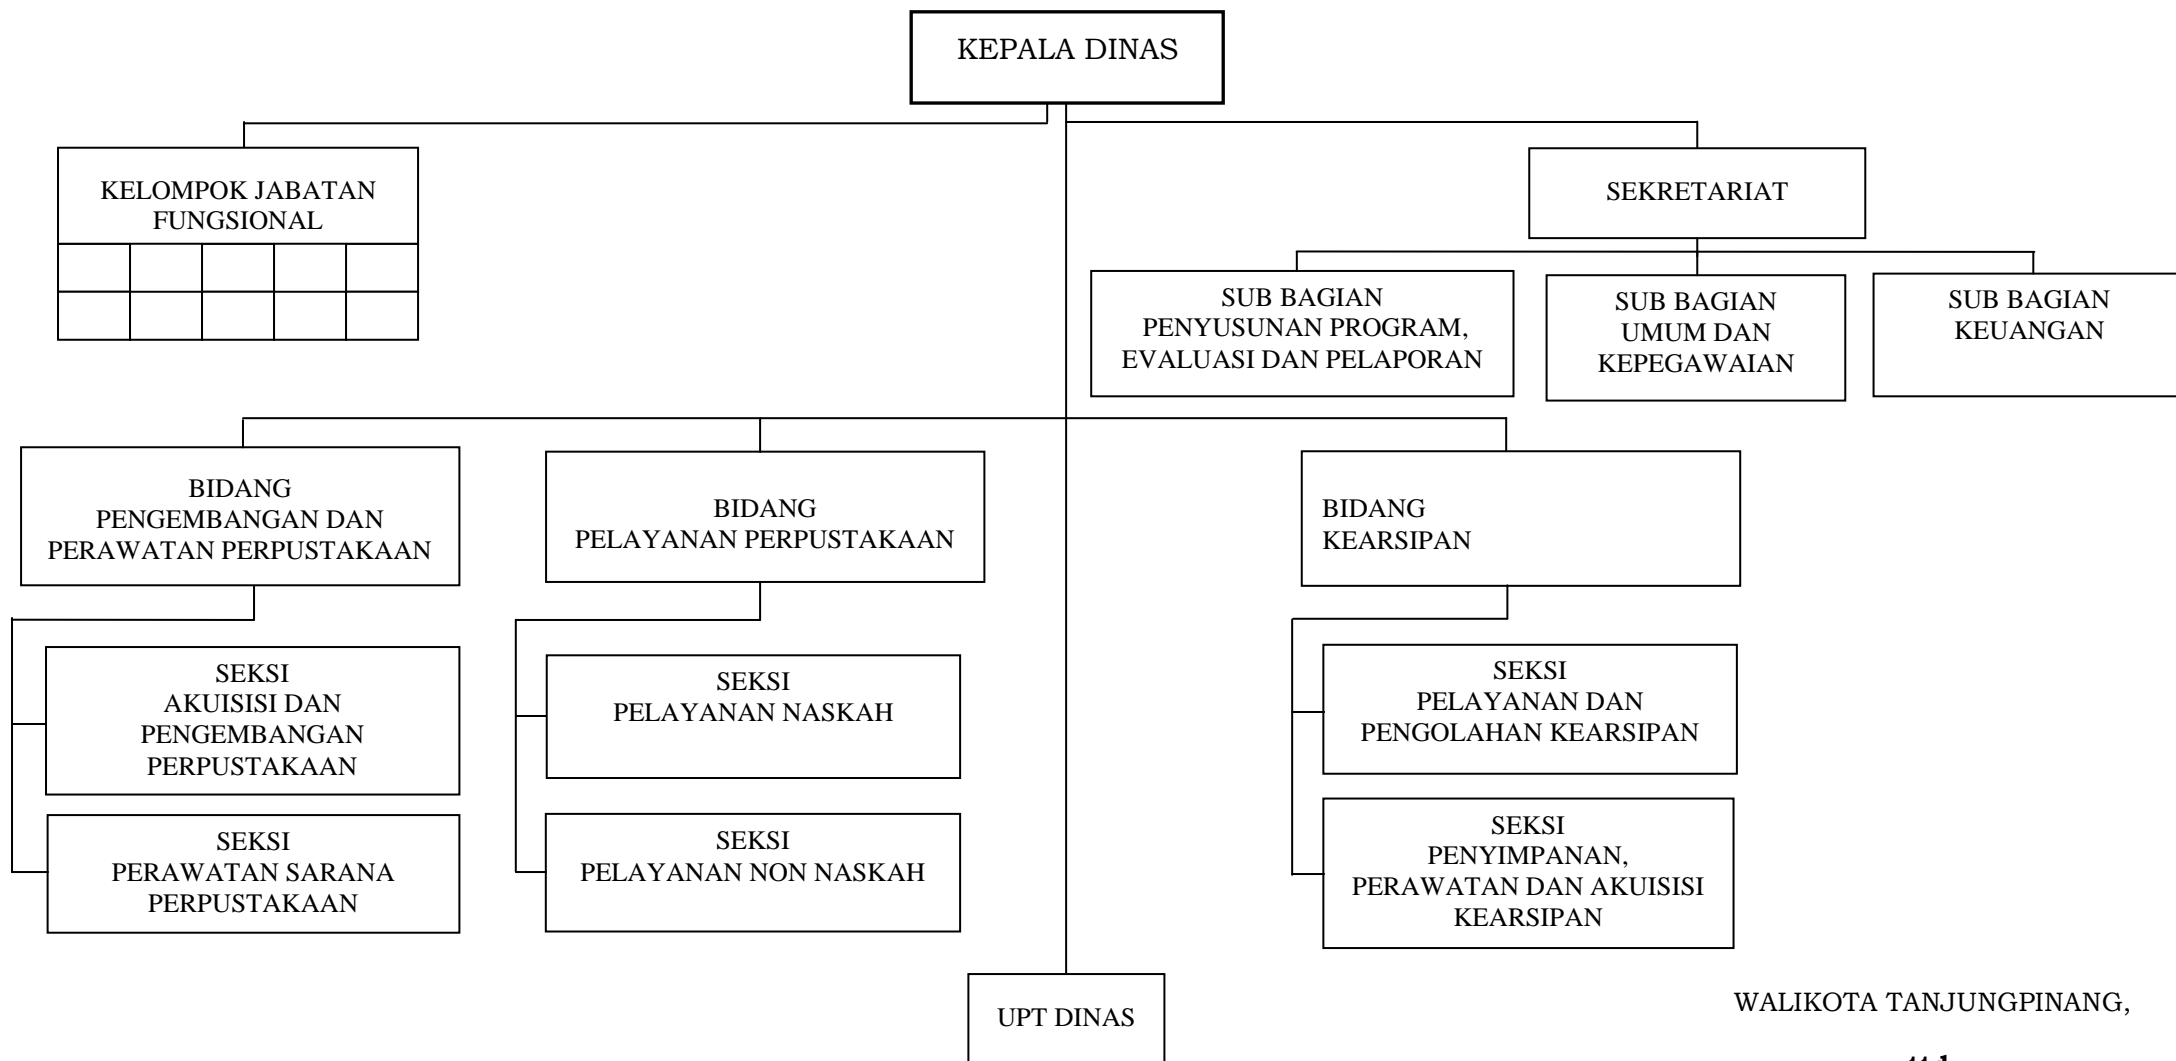 KEPALA DINAS
KELOMPOK JABATAN
FUNGSIONAL
SEKRETARIAT
SUB BAGIAN
PENYUSUNAN PROGRAM,
EVALUASI DAN PELAPORAN
SUB BAGIAN
UMUM DAN
KEPEGAWAIAN
SUB BAGIAN
KEUANGAN
BIDANG
PENGEMBANGAN DAN
PERAWATAN PERPUSTAKAAN
BIDANG
PELAYANAN PERPUSTAKAAN
BIDANG
KEARSIPAN
SEKSI
AKUISISI DAN
PENGEMBANGAN
PERPUSTAKAAN
SEKSI
PELAYANAN NASKAH
SEKSI
PELAYANAN DAN
PENGOLAHAN KEARSIPAN
SEKSI
PERAWATAN SARANA
PERPUSTAKAAN
SEKSI
PELAYANAN NON NASKAH
SEKSI
PENYIMPANAN,
PERAWATAN DAN AKUISISI
KEARSIPAN
UPT DINAS
WALIKOTA TANJUNGPINANG,